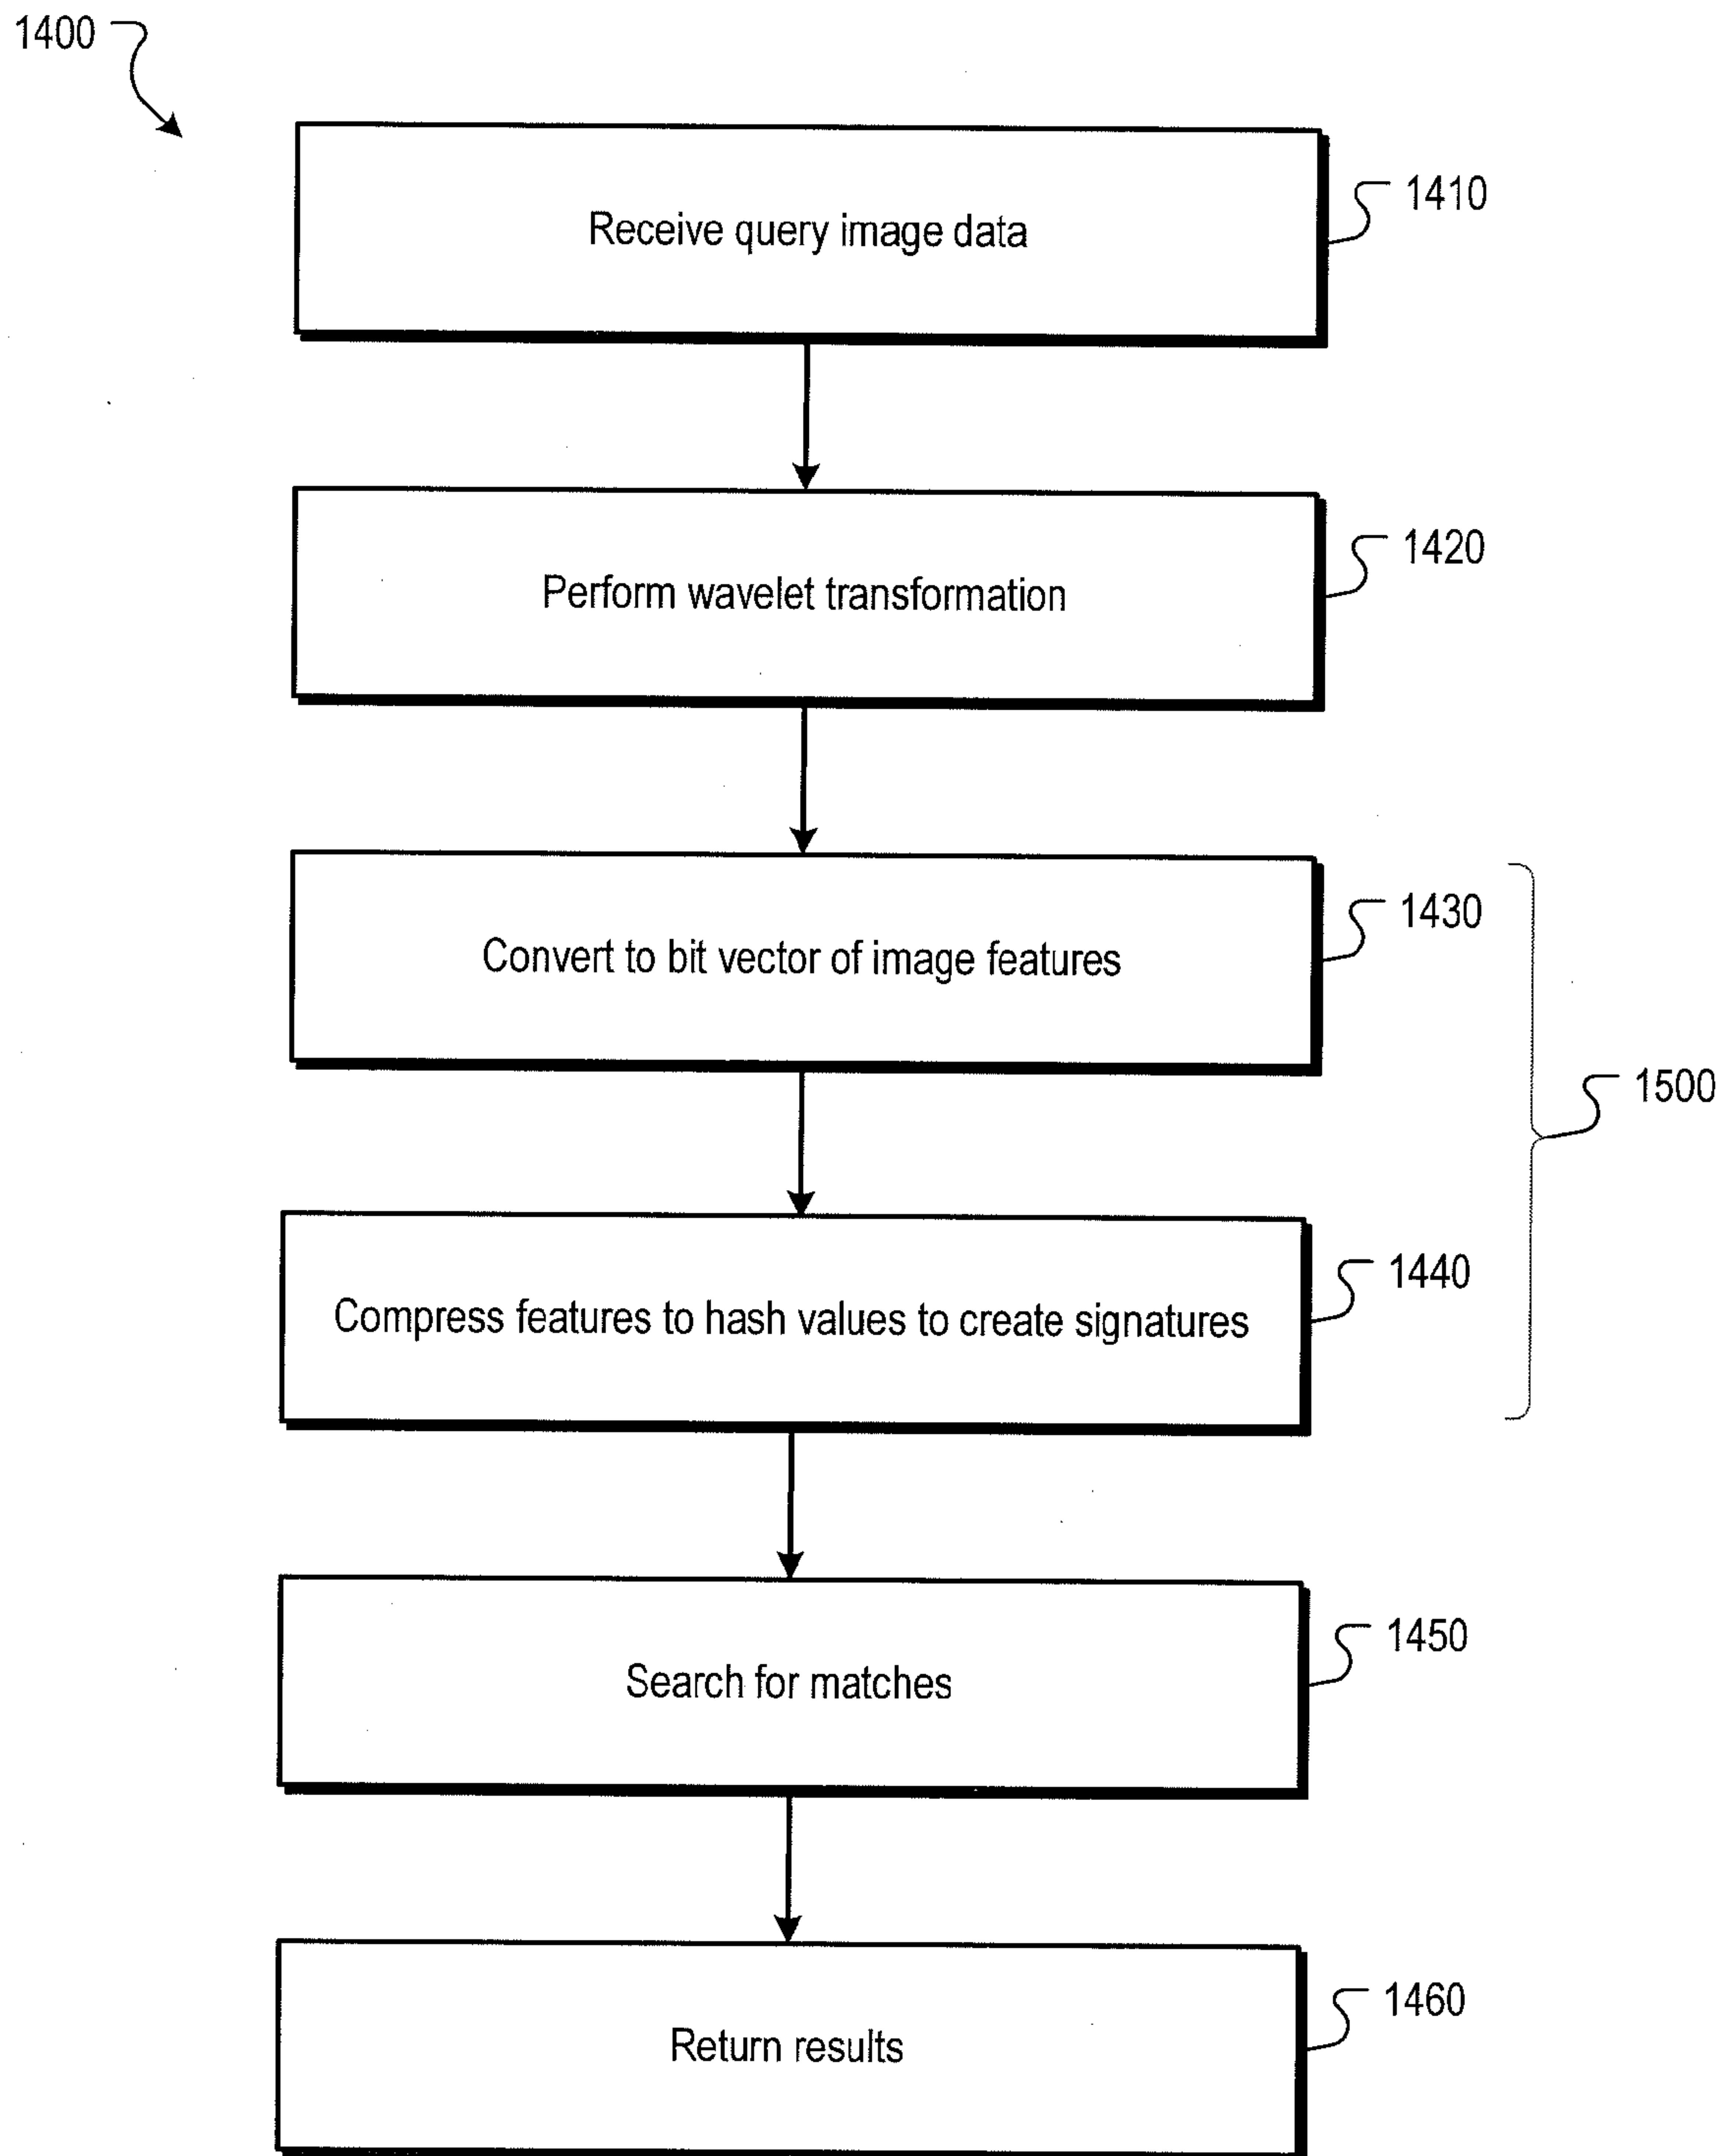 1400
Receive query image data
1410
Perform wavelet transformation
1420
Convert to bit vector of image features
1430
1500
Compress features to hash values to create signatures
1440
Search for matches
1450
Return results
1460